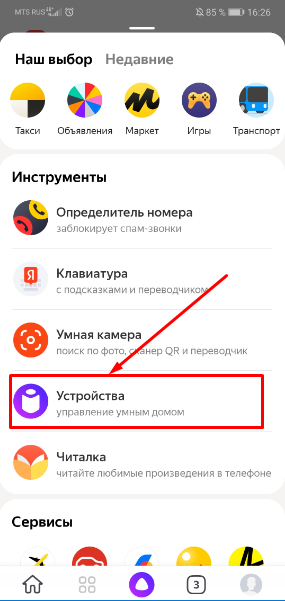 MTS RUS 85 % 16:26
Наш выбор Недавние
Такси Объявления Маркет Игры Транспорт
Инструменты
Определитель номера
заблокирует спам-звонки
Я
Клавиатура
с подсказками и переводчиком
Умная камера
поиск по фото, сканер QR и переводчик
Устройства
управление умным домом
Читалка
читайте любимые произведения в телефоне
Сервисы
3